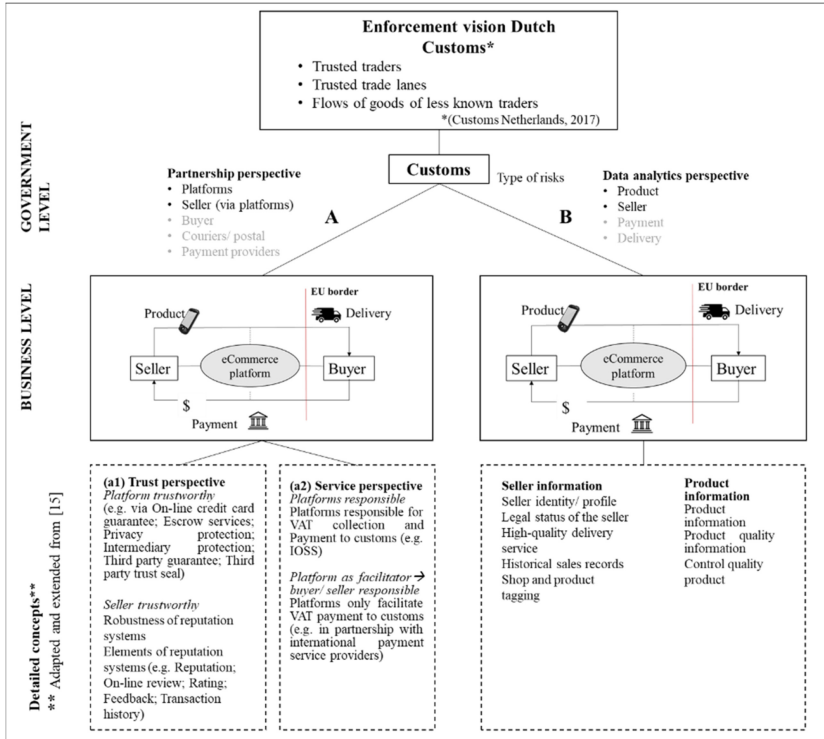 Enforcement vision Dutch
Customs*
• Trusted traders
• Trusted trade lanes
• Flows of goods of less known traders
*(Customs Netherlands, 2017)
GOVERNMENT
LEVEL
Customs
Type of risks
Partnership perspective
• Platforms
• Seller (via platforms)
• Buyer
• Couriers/ postal
• Payment providers
A
B
Data analytics perspective
• Product
• Seller
• Payment
• Delivery
BUSINESS LEVEL
EU border
Product
Delivery
Seller
eCommerce
platform
Buyer
$
Payment
EU border
Product
Delivery
Seller
eCommerce
platform
Buyer
$
Payment
Detailed concepts**
** Adapted and extended from [15]
(a1) Trust perspective
Platform trustworthy
(e.g. via On-line credit card
guarantee; Escrow services;
Privacy protection;
Intermediary protection;
Third party guarantee; Third
party trust seal)
Seller trustworthy
Robustness of reputation
systems
Elements of reputation
systems (e.g. Reputation;
On-line review; Rating;
Feedback; Transaction
history)
(a2) Service perspective
Platforms responsible
Platforms responsible for
VAT collection and
Payment to customs (e.g.
IOSS)
Platform as facilitator→
buyer/ seller responsible
Platforms only facilitate
VAT payment to customs
(e.g. in partnership with
international payment
service providers)
Seller information
Seller identity/ profile
Legal status of the seller
High-quality delivery
service
Historical sales records
Shop and product
tagging
Product
information
Product
information
Product quality
information
Control quality
product